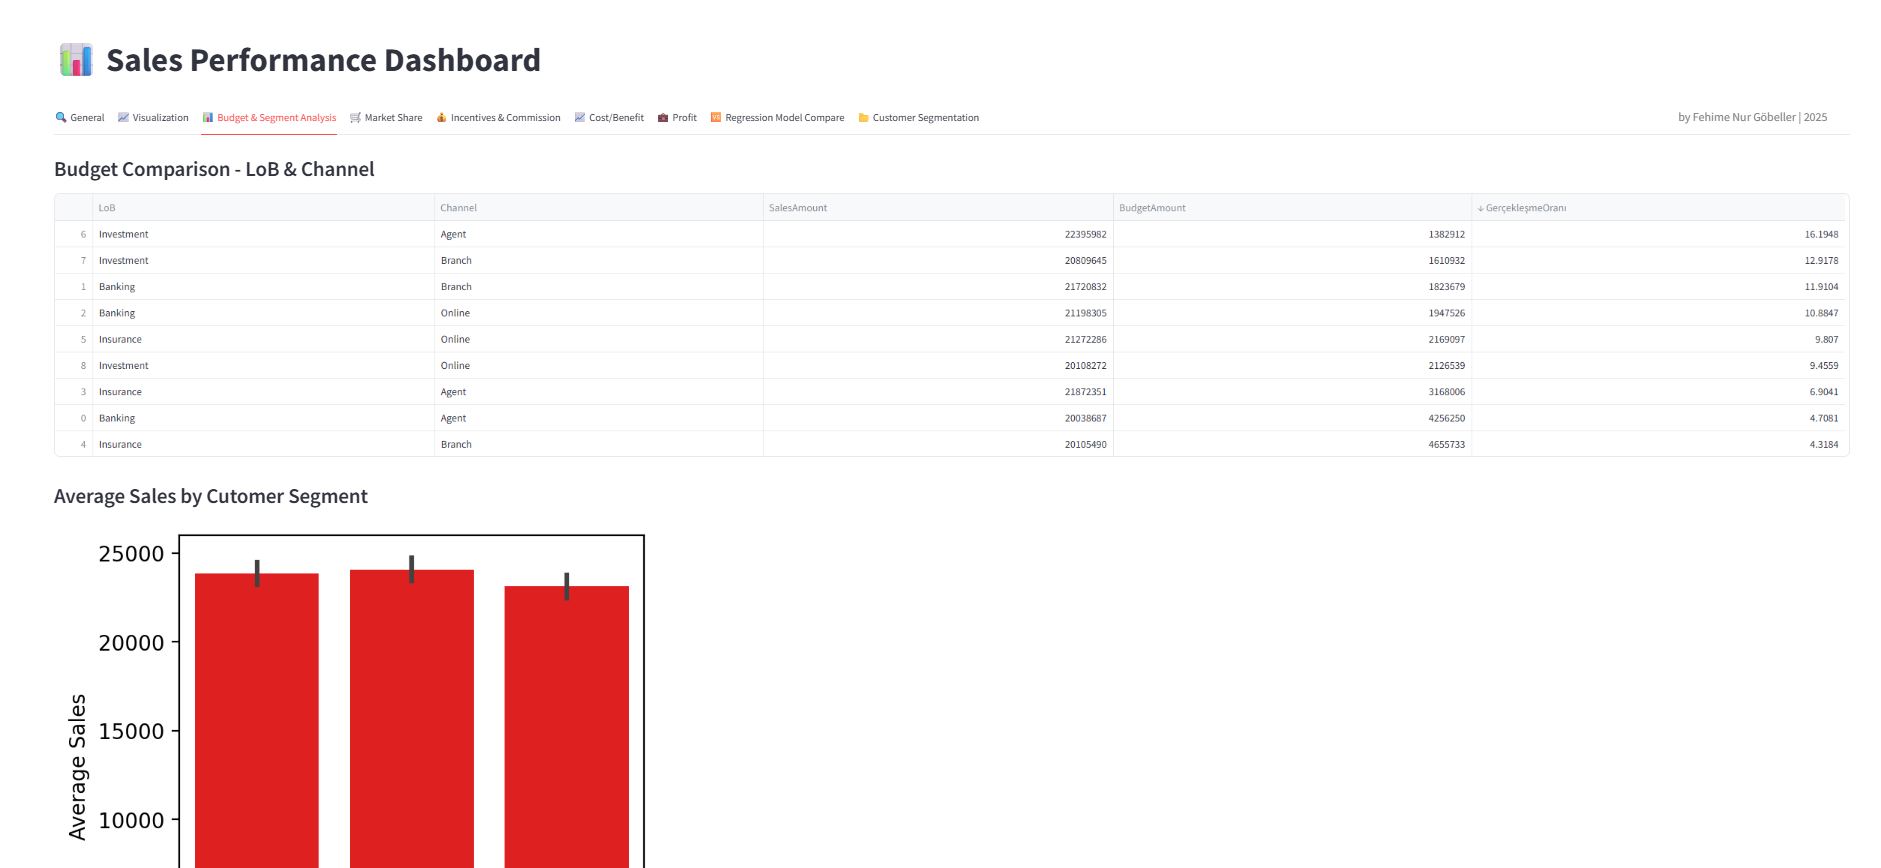 Sales Performance Dashboard
General Visualization Budget & Segment Analysis Market Share Incentives & Commission Cost/Benefit Profit Regression Model Compare Customer Segmentation by Fehime Nur Göbeller | 2025
Budget Comparison - LoB & Channel
LoB Channel SalesAmount BudgetAmount ↓ GerçekleşmeOranı
6 Investment Agent 22395982 1382912 16.1948
7 Investment Branch 20809645 1610932 12.9178
1 Banking Branch 21720832 1823679 11.9104
2 Banking Online 21198305 1947526 10.8847
5 Insurance Online 21272286 2169097 9.807
8 Investment Online 20108272 2126539 9.4559
3 Insurance Agent 21872351 3168006 6.9041
0 Banking Agent 20038687 4256250 4.7081
4 Insurance Branch 20105490 4655733 4.3184
Average Sales by Cutomer Segment
25000
20000
15000
10000
Average Sales